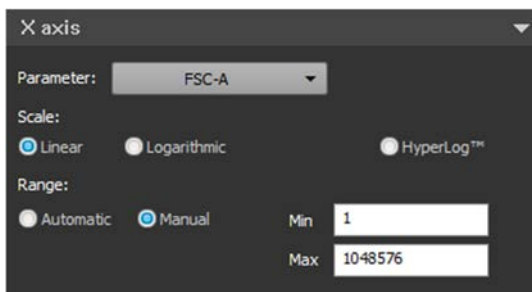 X axis
Parameter: FSC-A
Scale:
Linear Logarithmic HyperLog™
Range:
Automatic Manual Min 1
Max 1048576